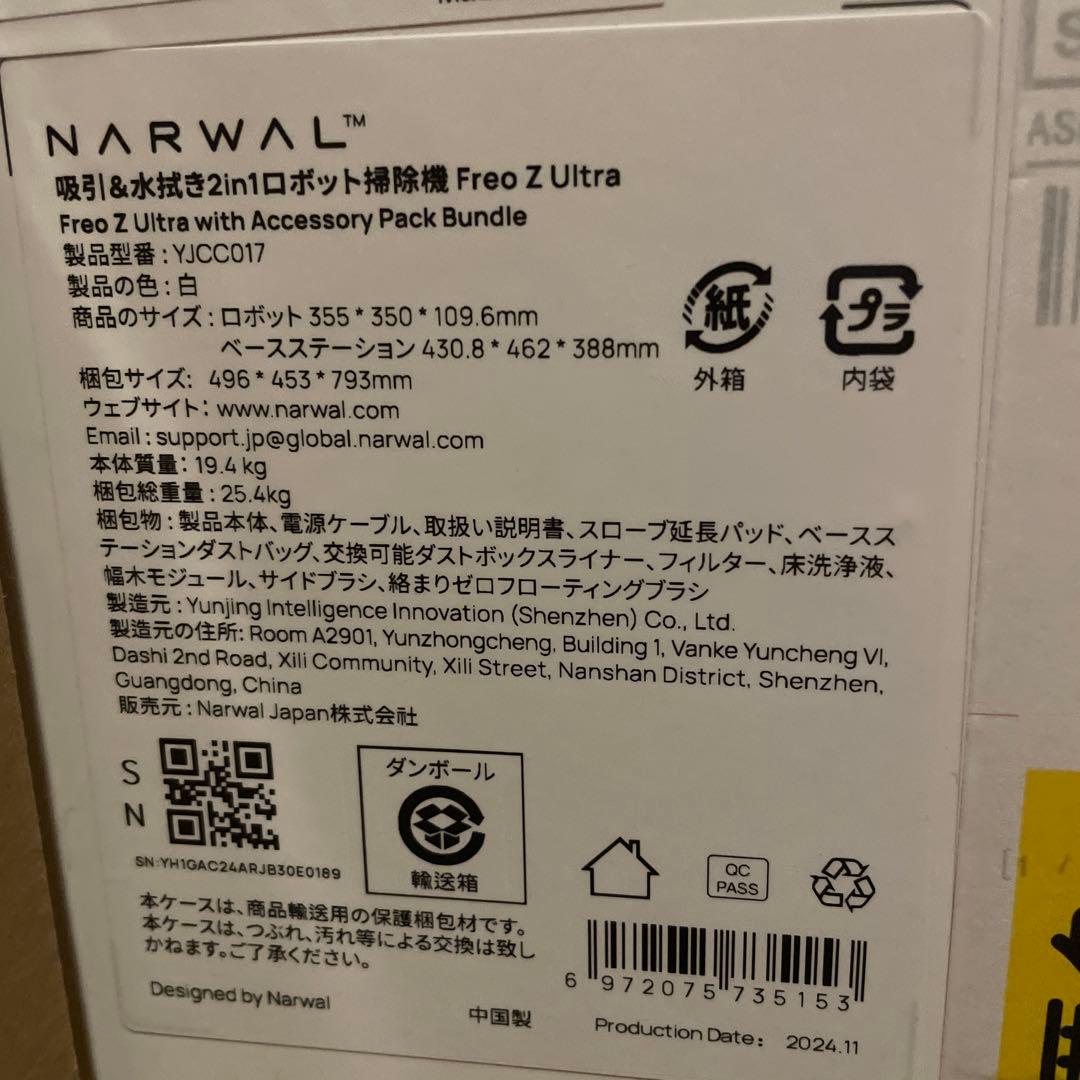 NARWAL™
吸引&水拭き2in1ロボット掃除機 Freo Z Ultra
Freo Z Ultra with Accessory Pack Bundle
製品型番：YJCC017
製品の色：白
商品のサイズ：ロボット 355 * 350 * 109.6mm
ベースステーション 430.8 * 462 * 388mm
梱包サイズ: 496 * 453 * 793mm
ウェブサイト：www.narwal.com
Email : support.jp@global.narwal.com
本体質量：19.4 kg
梱包総重量：25.4kg
梱包物：製品本体、電源ケーブル、取扱い説明書、スロープ延長パッド、ベースス
テーションダストバッグ、交換可能ダストボックスライナー、フィルター、床洗浄液、
幅木モジュール、サイドブラシ、絡まりゼロフローティングブラシ
製造元：Yunjing Intelligence Innovation (Shenzhen) Co., Ltd.
製造元の住所: Room A2901, Yunzhongcheng, Building 1, Vanke Yuncheng VI,
Dashi 2nd Road, Xili Community, Xili Street, Nanshan District, Shenzhen,
Guangdong, China
販売元：Narwal Japan株式会社
紙
外箱
プラ
内袋
SN
SN:YH1GAC24ARJB30E0189
ダンボール
輸送箱
QC
PASS
本ケースは、商品輸送用の保護梱包材です。
本ケースは、つぶれ、汚れ等による交換は致し
かねます。ご了承ください。
6 972075 735153
Designed by Narwal
中国製
Production Date： 2024.11
AS